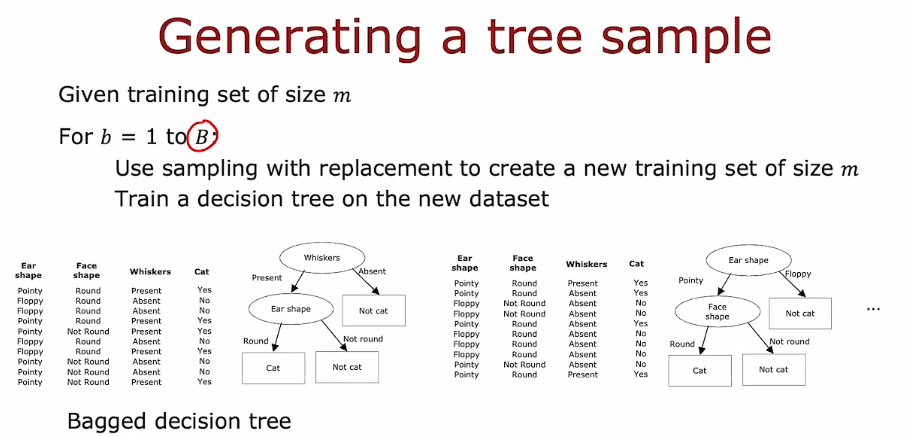 Generating a tree sample
Given training set of size m
For b = 1 to B:
Use sampling with replacement to create a new training set of size m
Train a decision tree on the new dataset
Ear shape Face shape Whiskers Cat
Pointy Round Present Yes
Floppy Round Absent No
Floppy Round Absent No
Pointy Round Present Yes
Pointy Not Round Present Yes
Floppy Round Absent No
Floppy Round Present Yes
Pointy Not Round Absent No
Pointy Not Round Absent No
Pointy Not Round Present Yes
Whiskers
Present
Absent
Ear shape
Not cat
Round
Not round
Cat
Not cat
Ear shape Face shape Whiskers Cat
Pointy Round Present Yes
Pointy Round Absent Yes
Floppy Not Round Absent No
Floppy Not Round Absent No
Pointy Round Absent Yes
Floppy Round Absent No
Floppy Round Absent No
Floppy Round Absent No
Pointy Not Round Absent No
Pointy Round Present Yes
Ear shape
Pointy
Floppy
Face shape
Not cat
Round
Not round
Cat
Not cat
...
Bagged decision tree